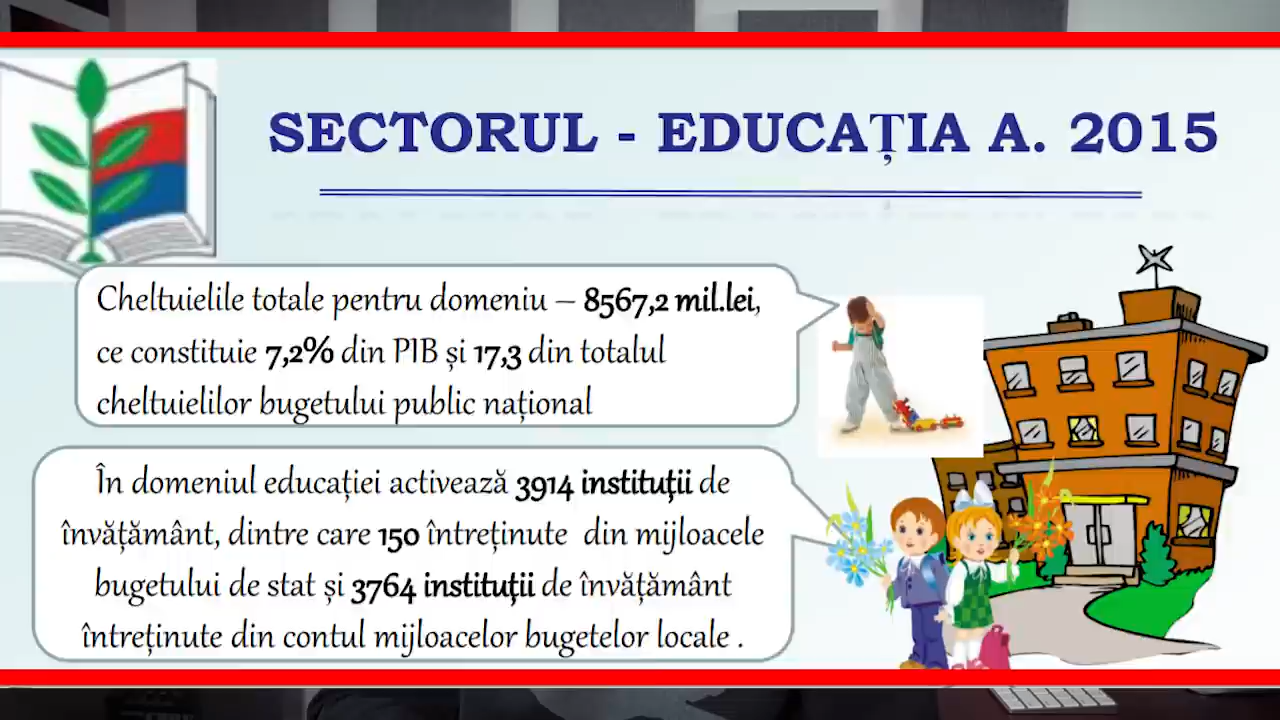 SECTORUL - EDUCAȚIA A. 2015
Cheltuielile totale pentru domeniu – 8567,2 mil.lei,
ce constituie 7,2% din PIB și 17,3 din totalul
cheltuielilor bugetului public național
În domeniul educației activează 3914 instituții de
învățământ, dintre care 150 întreținute din mijloacele
bugetului de stat și 3764 instituții de învățământ
întreținute din contul mijloacelor bugetelor locale .